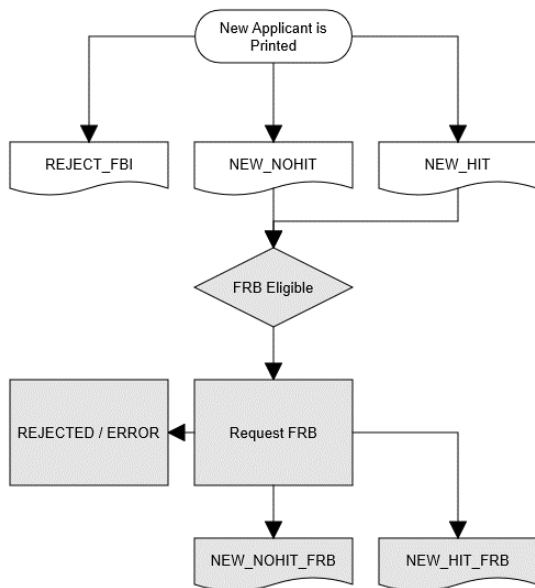 New Applicant is
Printed
REJECT_FBI
NEW_NOHIT
NEW_HIT
FRB Eligible
REJECTED / ERROR
Request FRB
NEW_NOHIT_FRB
NEW_HIT_FRB